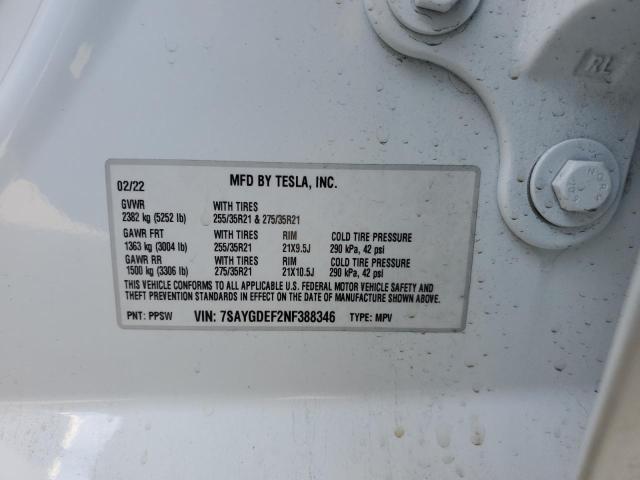 RL
NORD
02/22 MFD BY TESLA, INC.
GVWR WITH TIRES
2382 kg (5252 lb) 255/35R21 & 275/35R21
GAWR FRT WITH TIRES RIM COLD TIRE PRESSURE
1363 kg (3004 lb) 255/35R21 21X9.5J 290 kPa, 42 psi
GAWR RR WITH TIRES RIM COLD TIRE PRESSURE
1500 kg (3306 lb) 275/35R21 21X10.5J 290 kPa, 42 psi
THIS VEHICLE CONFORMS TO ALL APPLICABLE U.S. FEDERAL MOTOR VEHICLE SAFETY AND
THEFT PREVENTION STANDARDS IN EFFECT ON THE DATE OF MANUFACTURE SHOWN ABOVE.
PNT: PPSW VIN: 7SAYGDEF2NF388346 TYPE: MPV